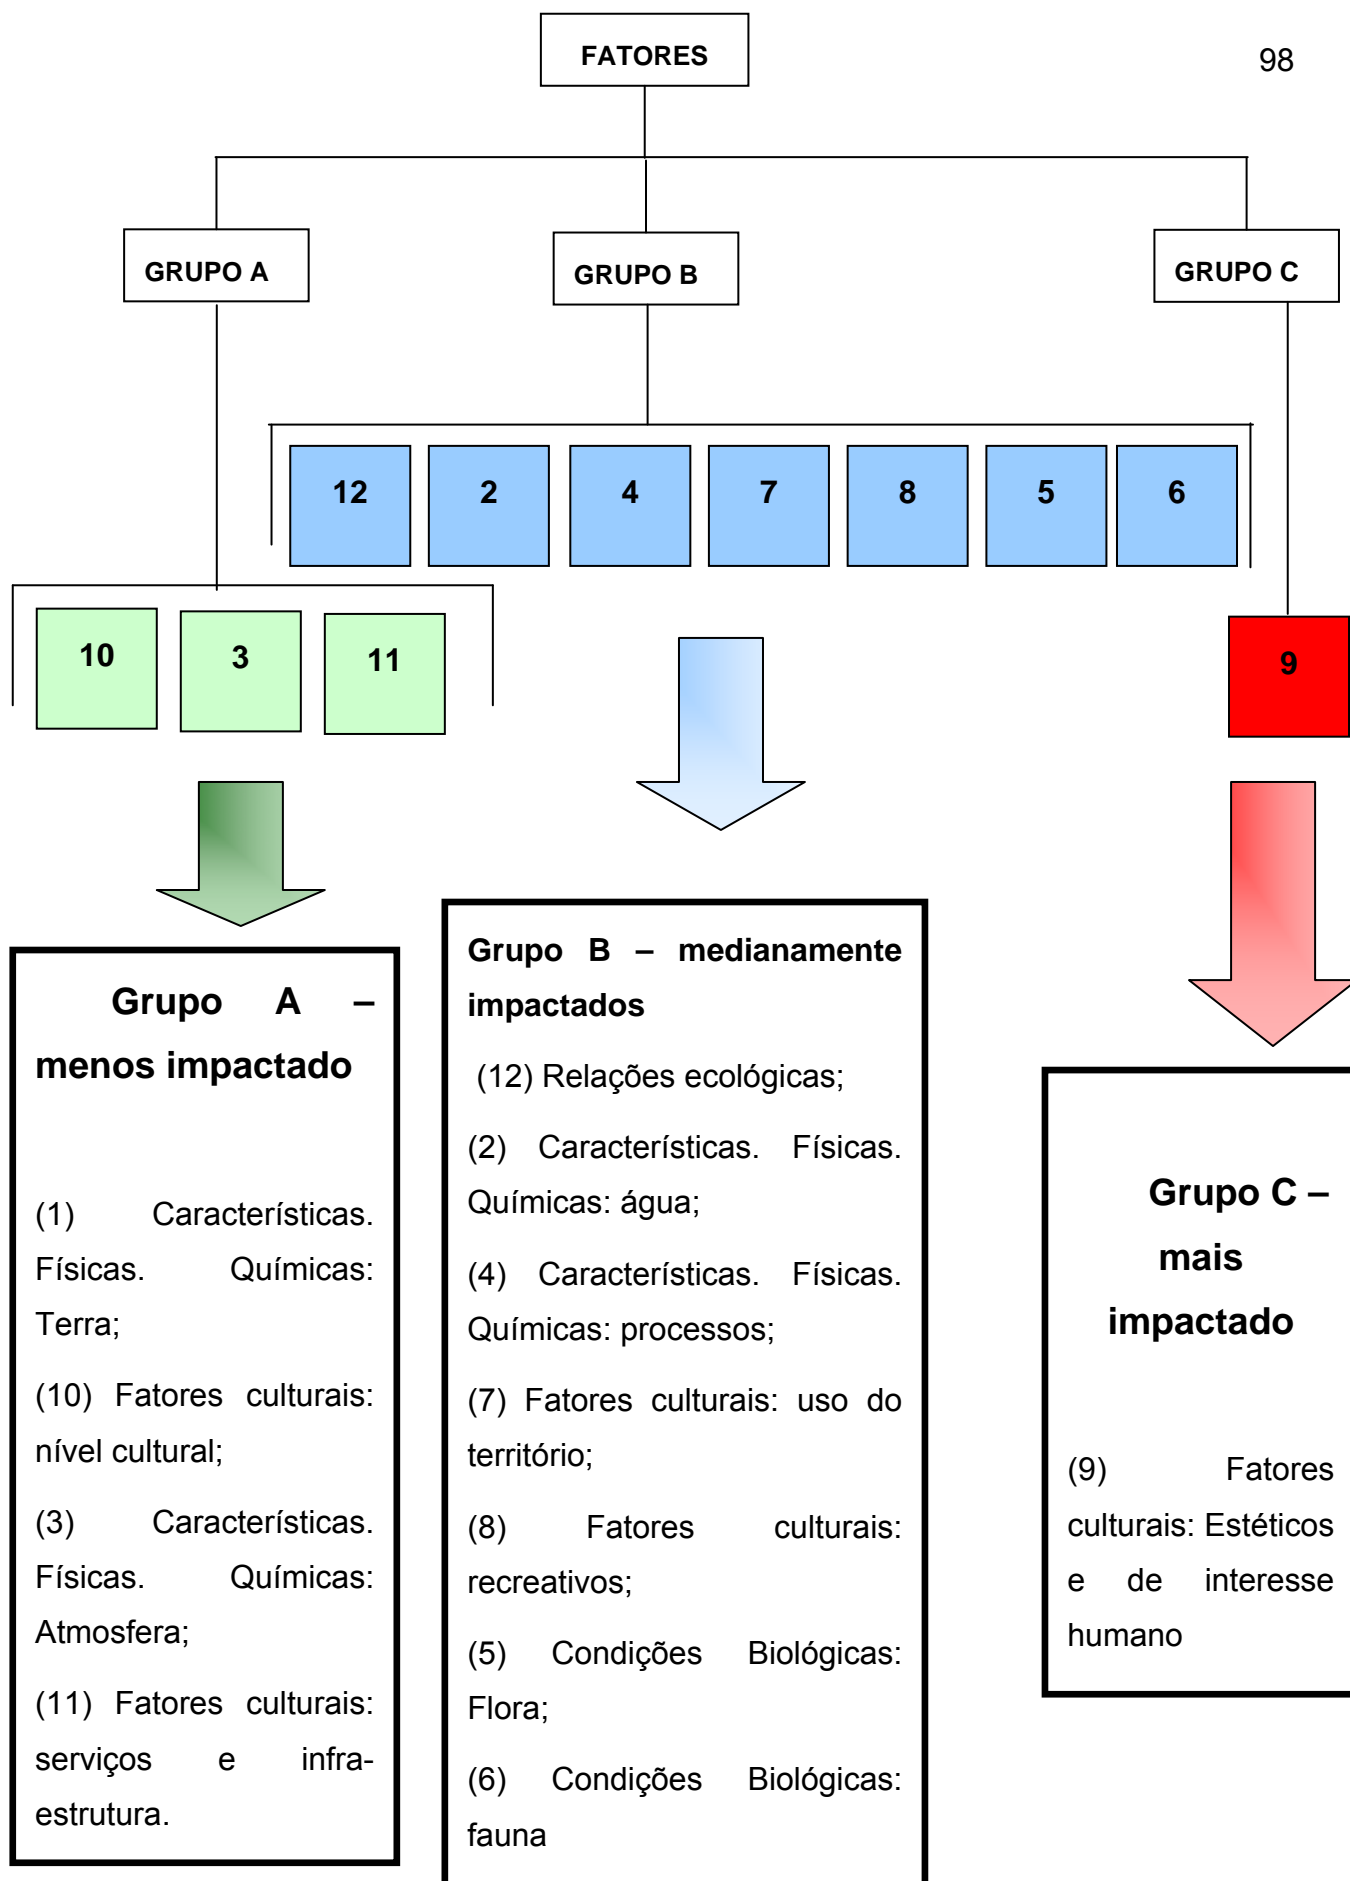 98
FATORES
GRUPO A
GRUPO B
GRUPO C
12
2
4
7
8
5
6
10
3
11
9
Grupo A –
menos impactado
(1) Características.
Físicas. Químicas:
Terra;
(10) Fatores culturais:
nível cultural;
(3) Características.
Físicas. Químicas:
Atmosfera;
(11) Fatores culturais:
serviços e infra-
estrutura.
Grupo B – medianamente
impactados
(12) Relações ecológicas;
(2) Características. Físicas.
Químicas: água;
(4) Características. Físicas.
Químicas: processos;
(7) Fatores culturais: uso do
território;
(8) Fatores culturais:
recreativos;
(5) Condições Biológicas:
Flora;
(6) Condições Biológicas:
fauna
Grupo C –
mais
impactado
(9) Fatores
culturais: Estéticos
e de interesse
humano